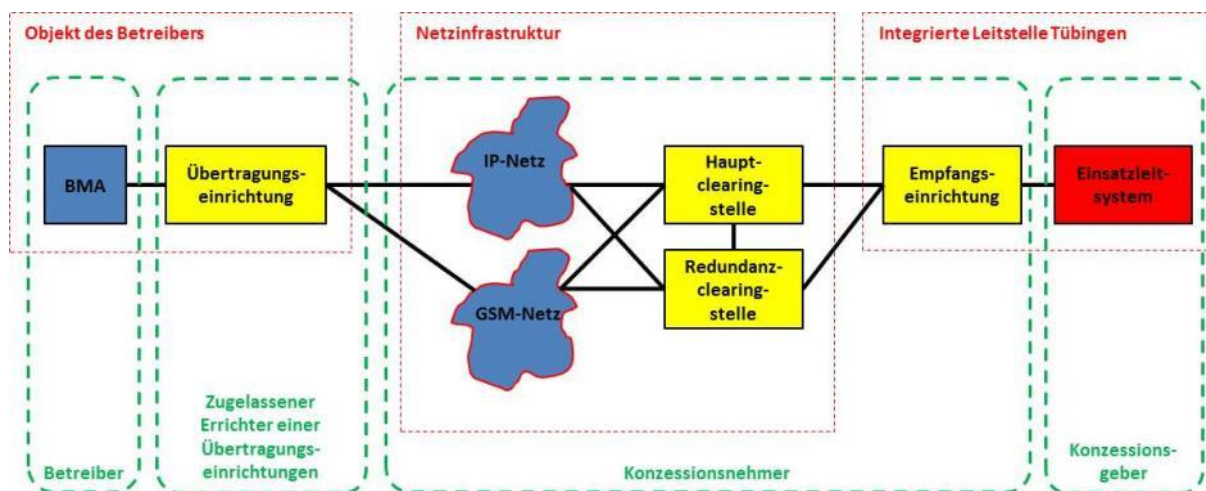 Objekt des Betreibers
Netzinfrastruktur
Integrierte Leitstelle Tübingen
BMA
Übertragungs-
einrichtung
IP-Netz
GSM-Netz
Haupt-
clearing-
stelle
Redundanz-
clearing-
stelle
Empfangs-
einrichtung
Einsatzleit-
system
Betreiber
Zugelassener
Errichter einer
Übertragungs-
einrichtungen
Konzessionsnehmer
Konzessions-
geber